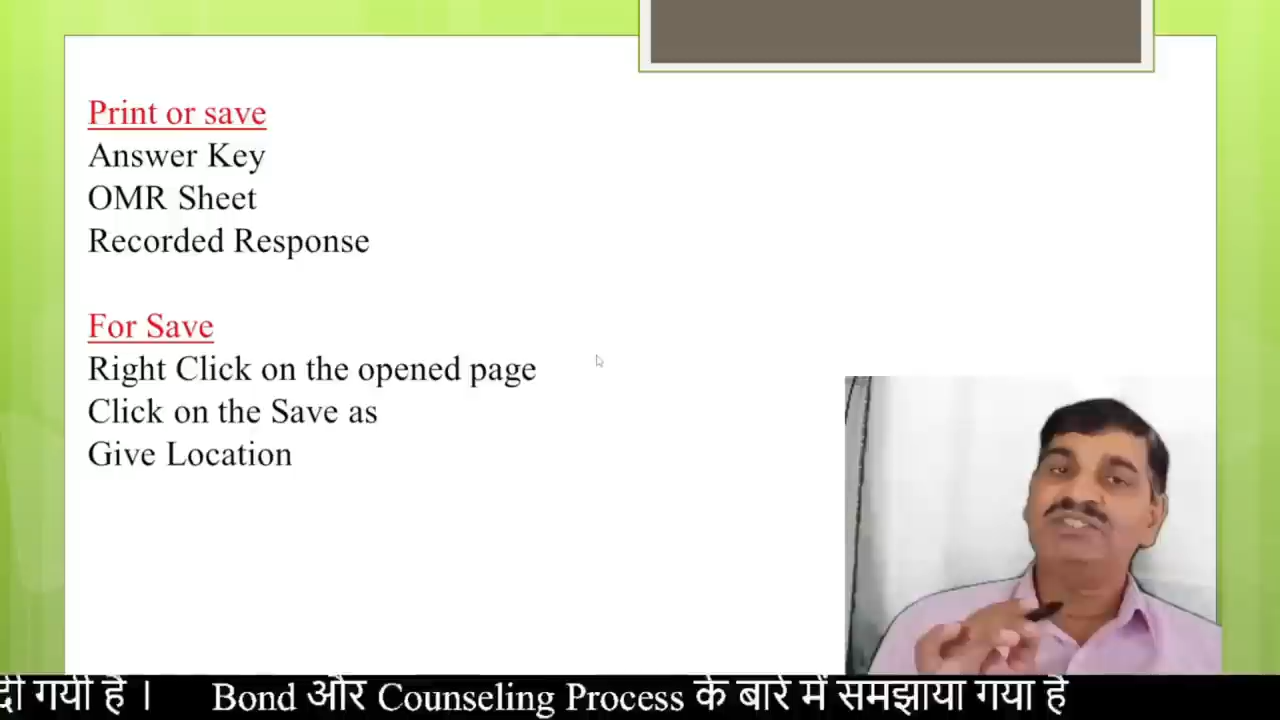 Print or save
Answer Key
OMR Sheet
Recorded Response
For Save
Right Click on the opened page
Click on the Save as
Give Location
दी गयी है । Bond और Counseling Process के बारे में समझाया गया है